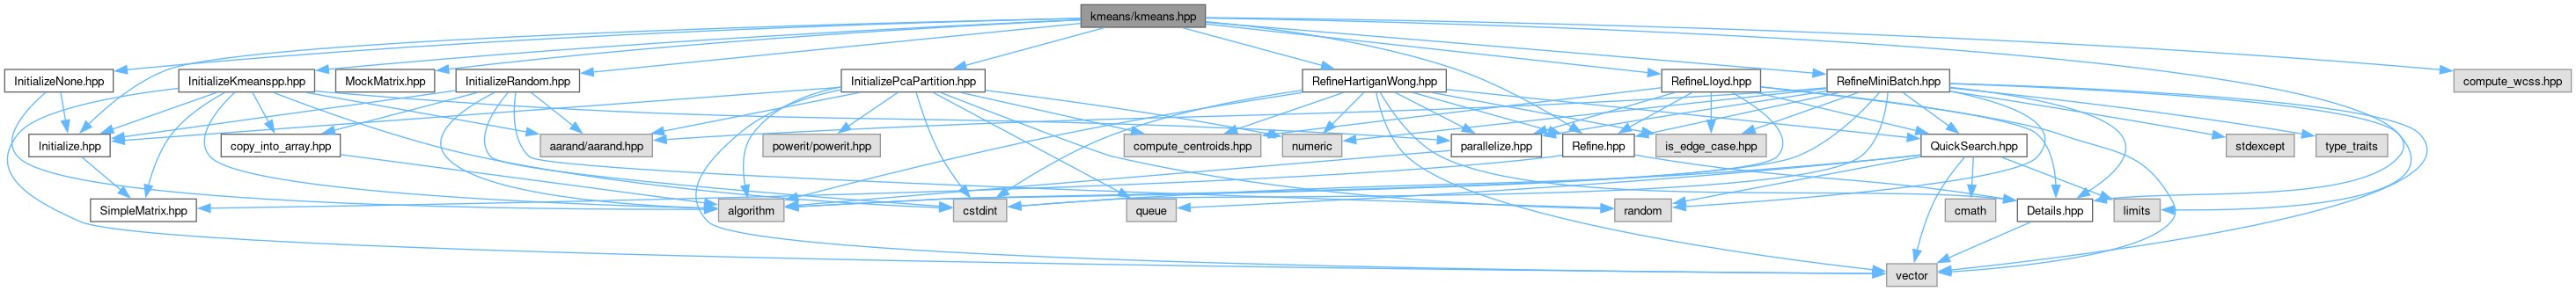 kmeans/kmeans.hpp
InitializeNone.hpp
InitializeKmeanspp.hpp
MockMatrix.hpp
InitializeRandom.hpp
InitializePcaPartition.hpp
RefineHartiganWong.hpp
RefineLloyd.hpp
RefineMiniBatch.hpp
compute_wcss.hpp
Initialize.hpp
copy_into_array.hpp
aarand/aarand.hpp
powerit/powerit.hpp
compute_centroids.hpp
numeric
parallelize.hpp
Refine.hpp
is_edge_case.hpp
QuickSearch.hpp
stdexcept
type_traits
SimpleMatrix.hpp
algorithm
cstdint
queue
random
cmath
Details.hpp
limits
vector